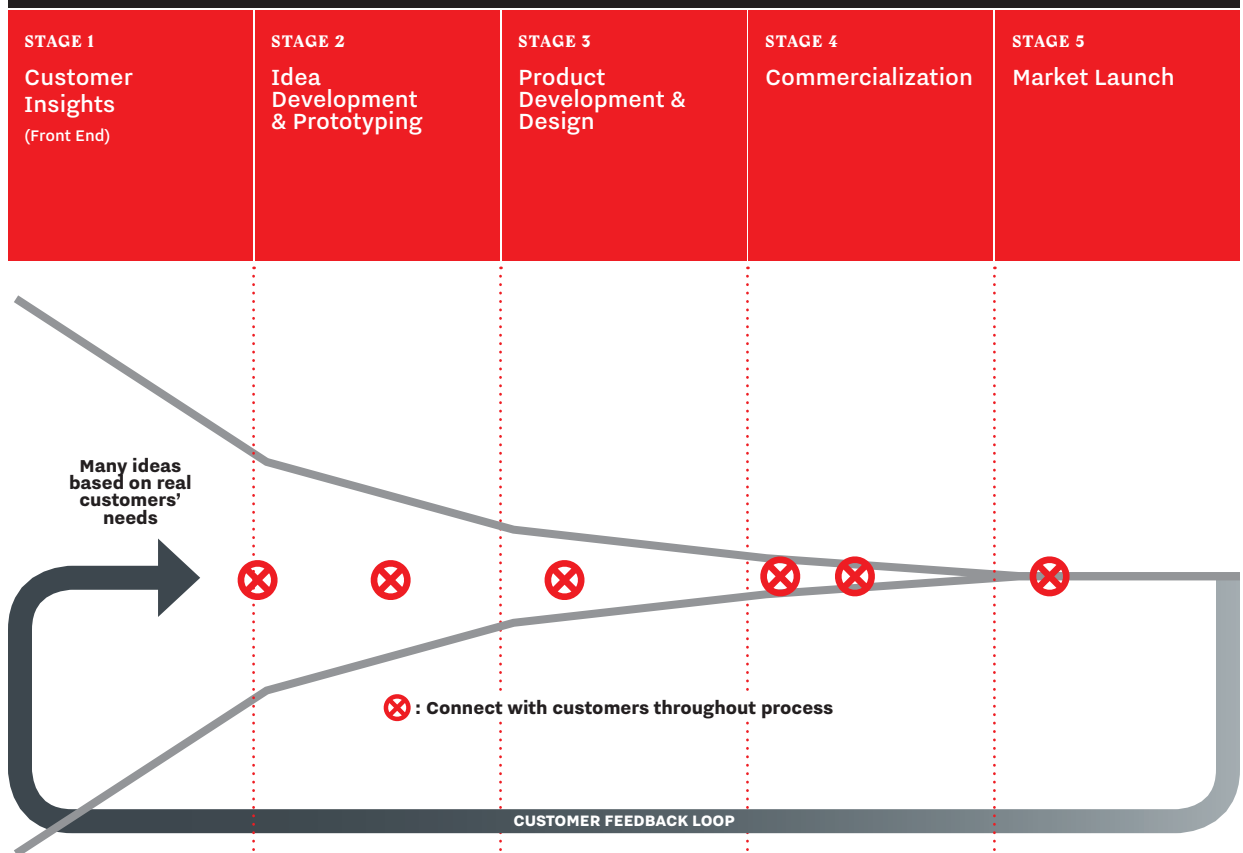 STAGE 1
Customer
Insights
(Front End)
STAGE 2
Idea
Development
& Prototyping
STAGE 3
Product
Development &
Design
STAGE 4
Commercialization
STAGE 5
Market Launch
Many ideas
based on real
customers’
needs
: Connect with customers throughout process
CUSTOMER FEEDBACK LOOP